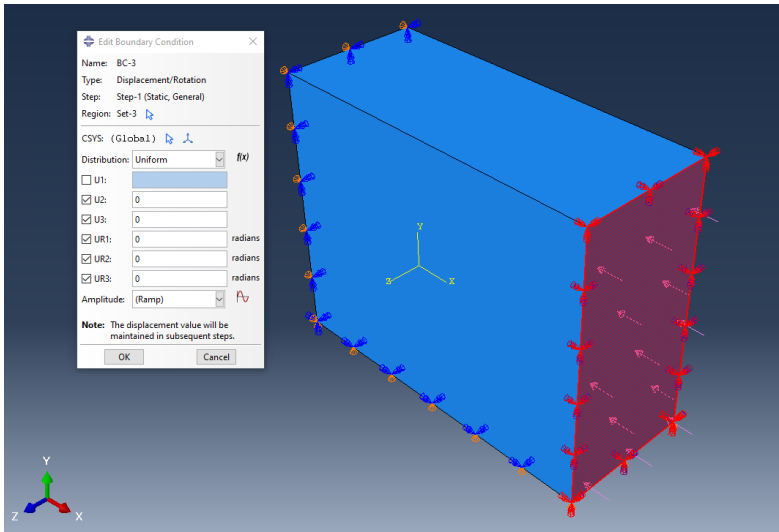 Edit Boundary Condition
Name: BC-3
Type: Displacement/Rotation
Step: Step-1 (Static, General)
Region: Set-3
CSYS: (Global)
Distribution: Uniform f(x)
U1:
U2: 0
U3: 0
UR1: 0 radians
UR2: 0 radians
UR3: 0 radians
Amplitude: (Ramp)
Note: The displacement value will be
maintained in subsequent steps.
OK Cancel
Y
Z X
Y
Z X